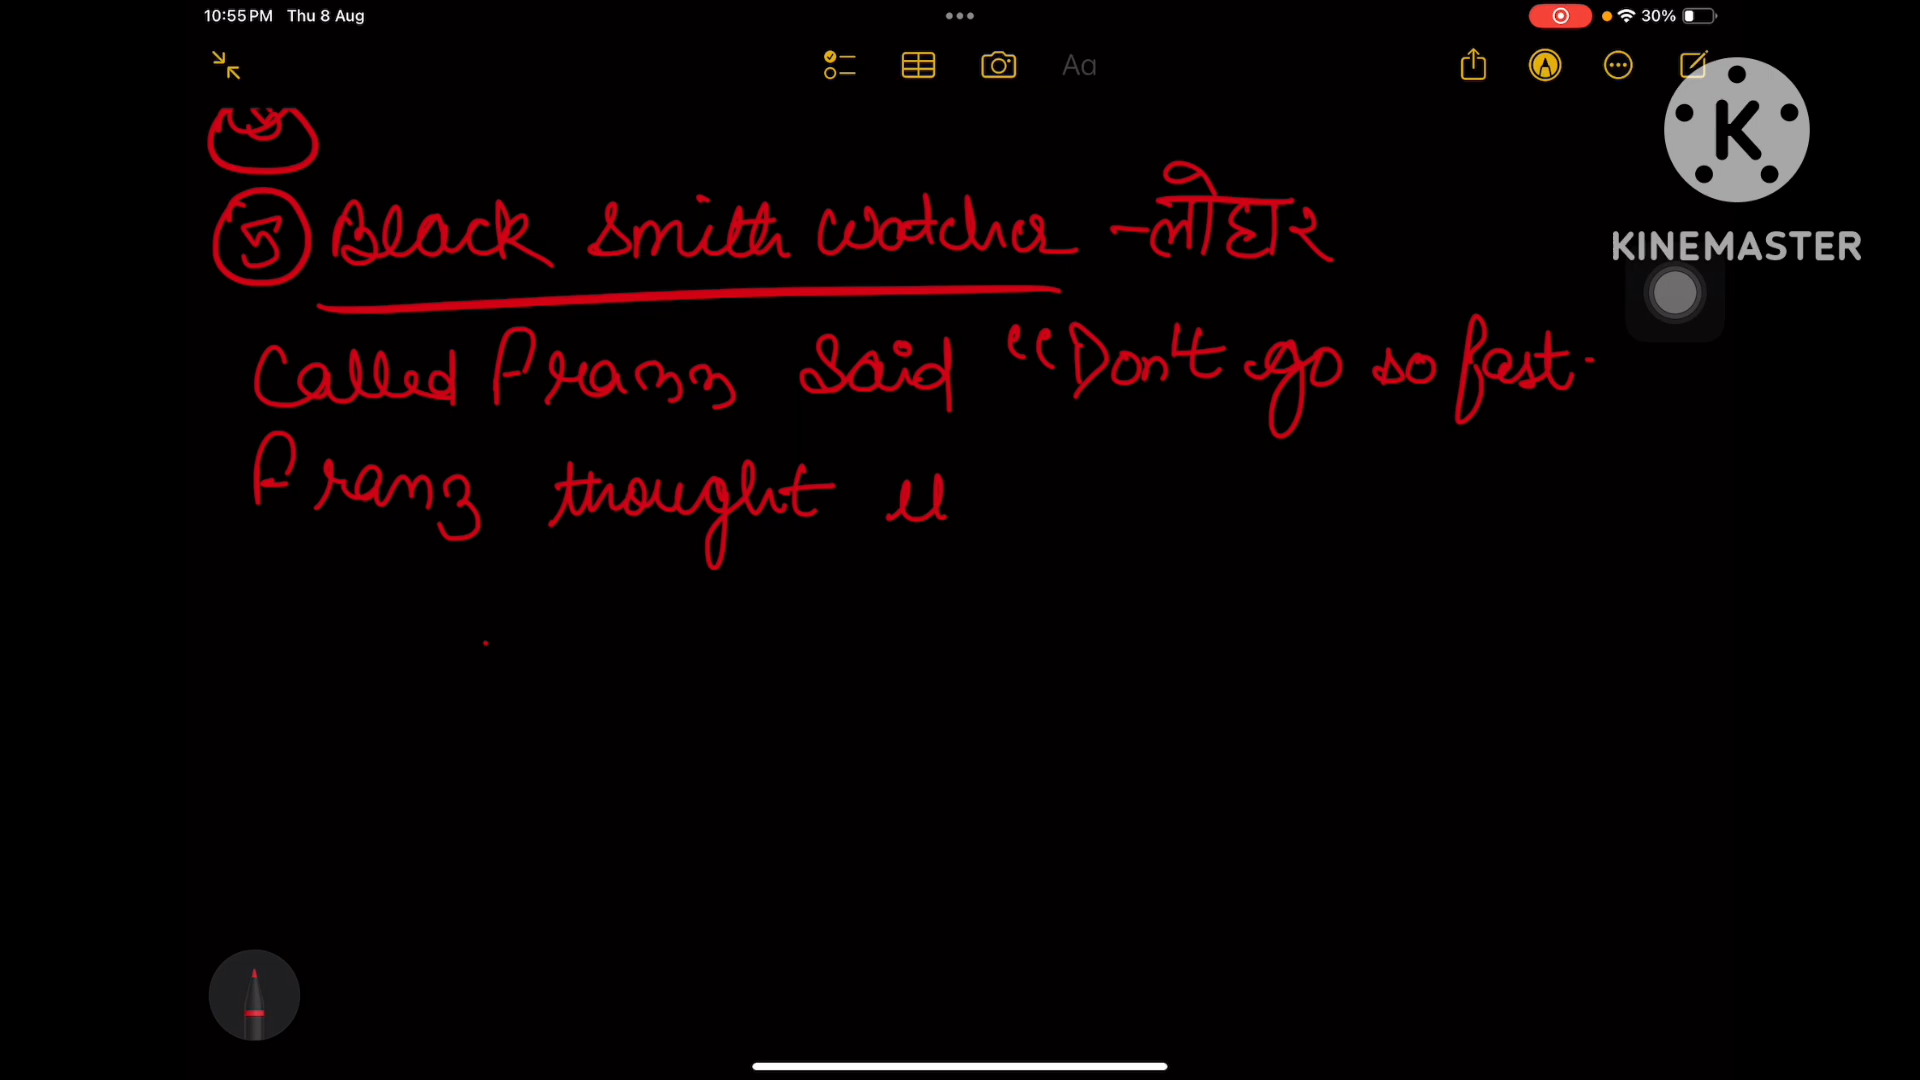 10:55 PM Thu 8 Aug
30%
Aa
K
KINEMASTER
5 Black Smith watcher - लोहार
Called Franzz Said "Don't go so fast.
Franz thought